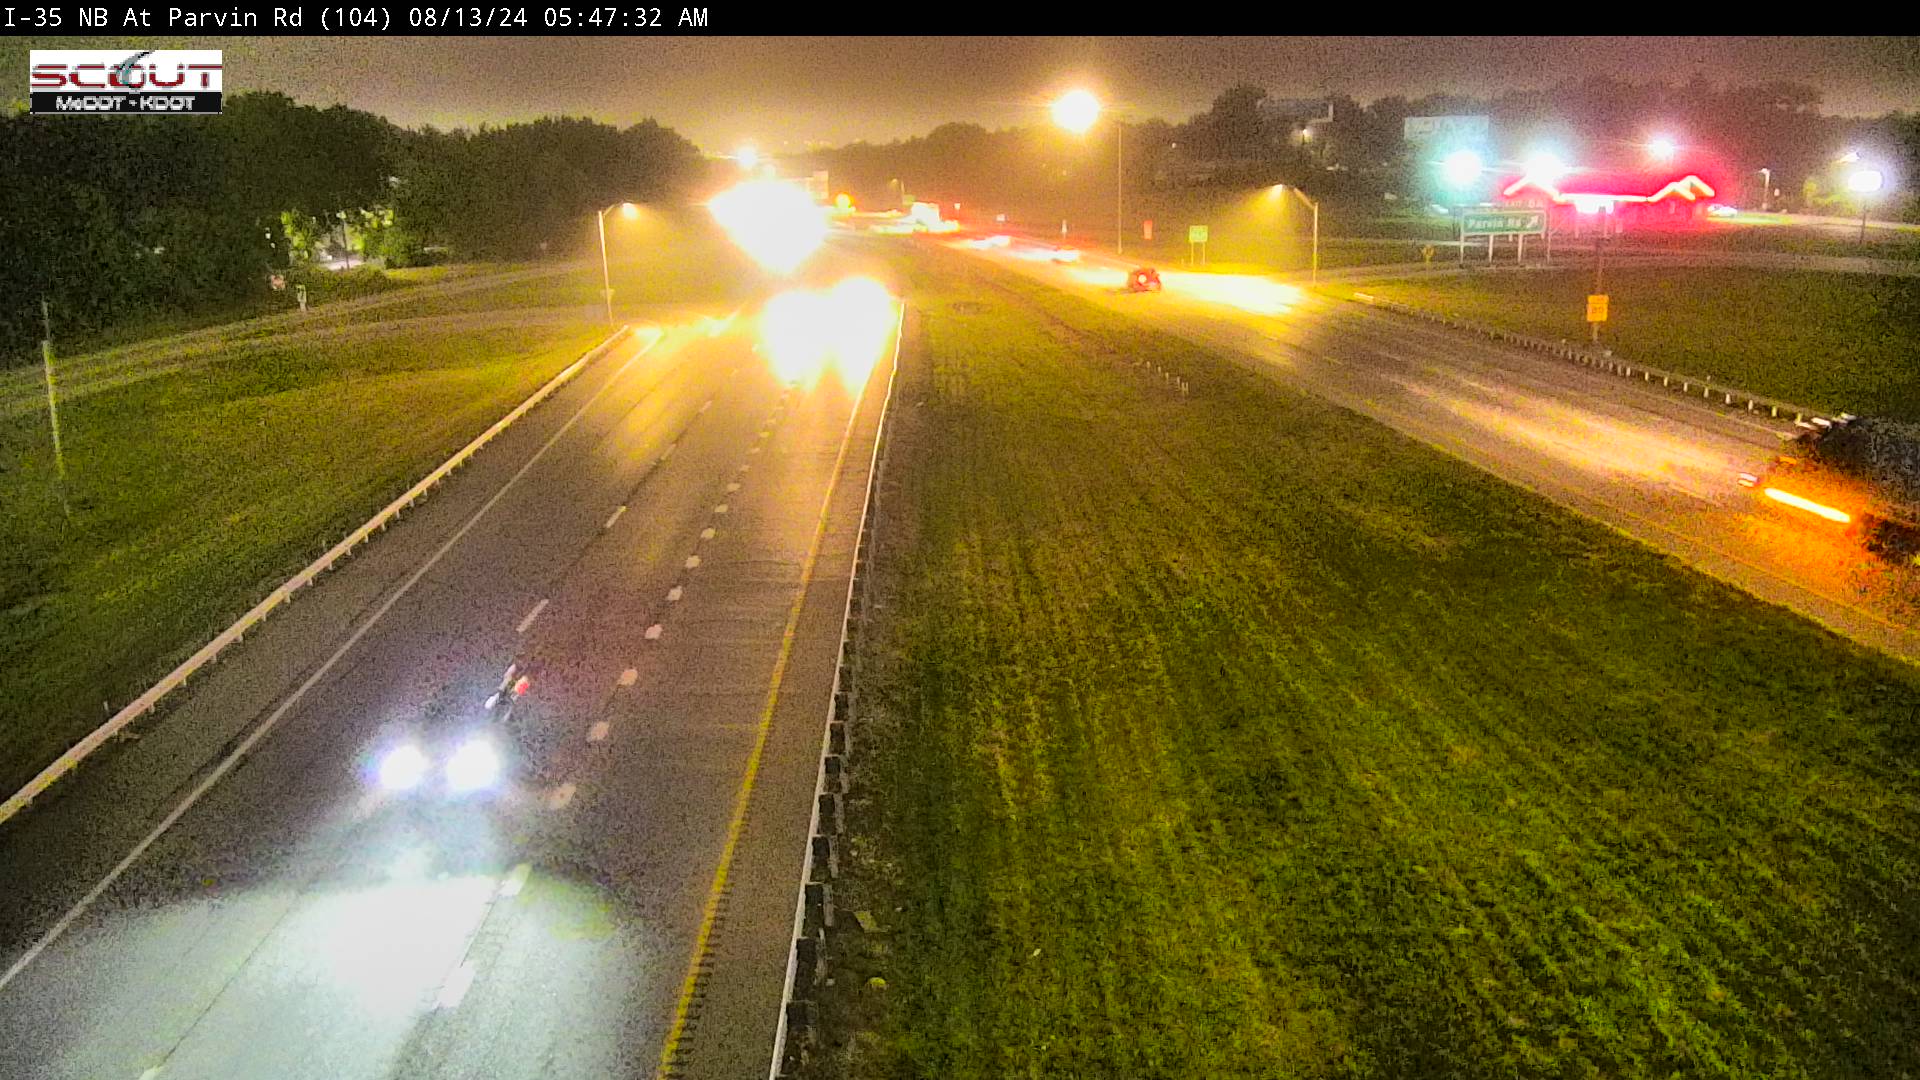 I-35 NB At Parvin Rd (104) 08/13/24 05:47:32 AM
SCOUT
MoDOT - KDOT
Parvin Rd